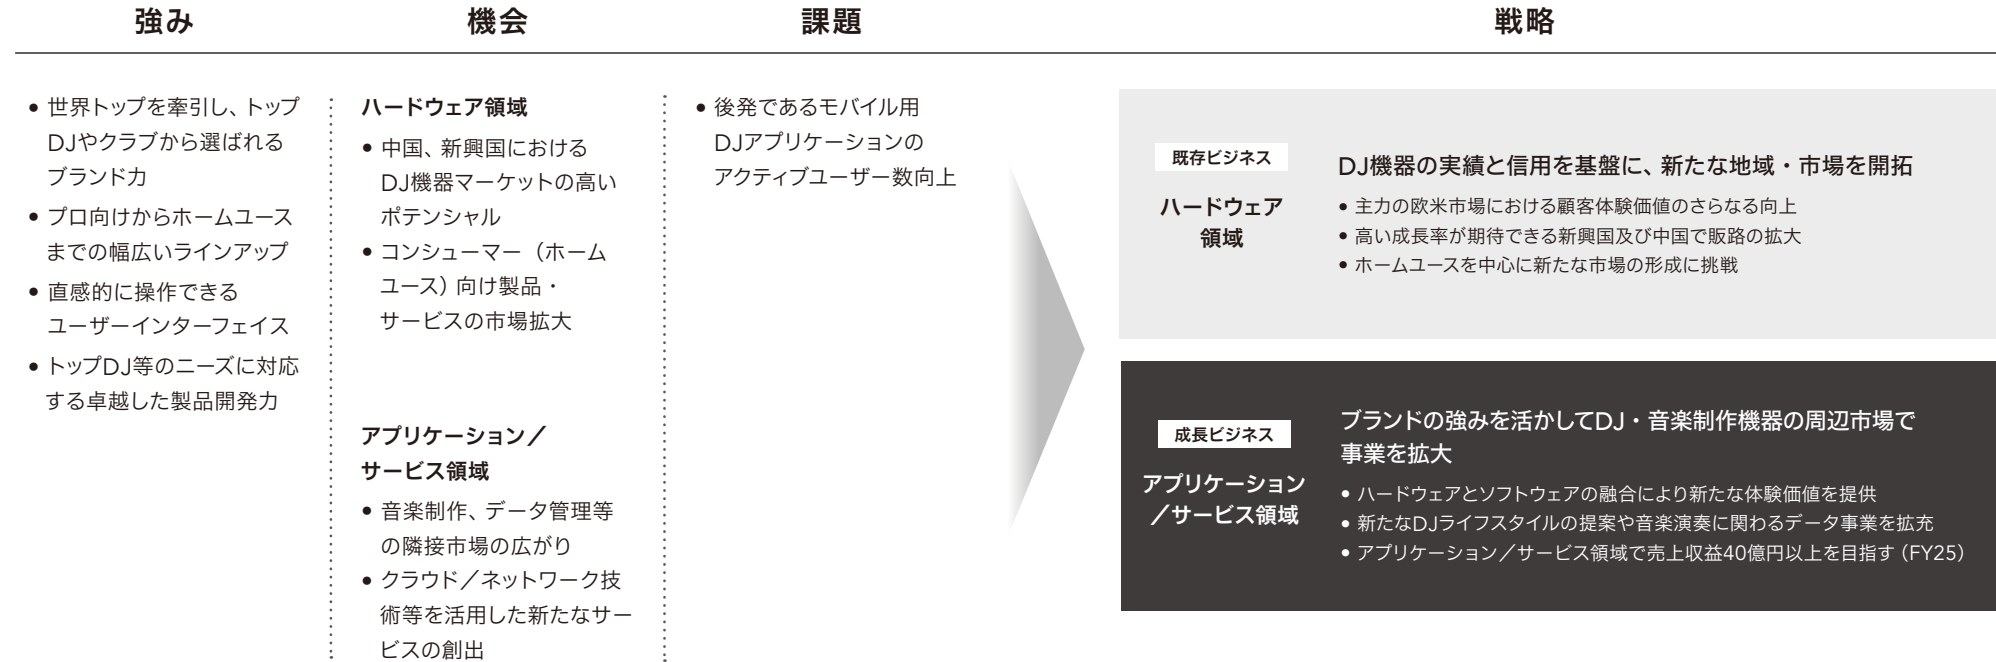 強み
機会
課題
戦略
• 世界トップを牽引し、トップ
DJやクラブから選ばれる
ブランド力
• プロ向けからホームユース
までの幅広いラインアップ
• 直感的に操作できる
ユーザーインターフェイス
• トップDJ等のニーズに対応
する卓越した製品開発力
ハードウェア領域
• 中国、新興国における
DJ機器マーケットの高い
ポテンシャル
• コンシューマー（ホーム
ユース）向け製品・
サービスの市場拡大
アプリケーション／
サービス領域
• 音楽制作、データ管理等
の隣接市場の広がり
• クラウド／ネットワーク技
術等を活用した新たなサー
ビスの創出
• 後発であるモバイル用
DJアプリケーションの
アクティブユーザー数向上
既存ビジネス
ハードウェア
領域
DJ機器の実績と信用を基盤に、新たな地域・市場を開拓
• 主力の欧米市場における顧客体験価値のさらなる向上
• 高い成長率が期待できる新興国及び中国で販路の拡大
• ホームユースを中心に新たな市場の形成に挑戦
成長ビジネス
アプリケーション
／サービス領域
ブランドの強みを活かしてDJ・音楽制作機器の周辺市場で
事業を拡大
• ハードウェアとソフトウェアの融合により新たな体験価値を提供
• 新たなDJライフスタイルの提案や音楽演奏に関わるデータ事業を拡充
• アプリケーション／サービス領域で売上収益40億円以上を目指す（FY25）